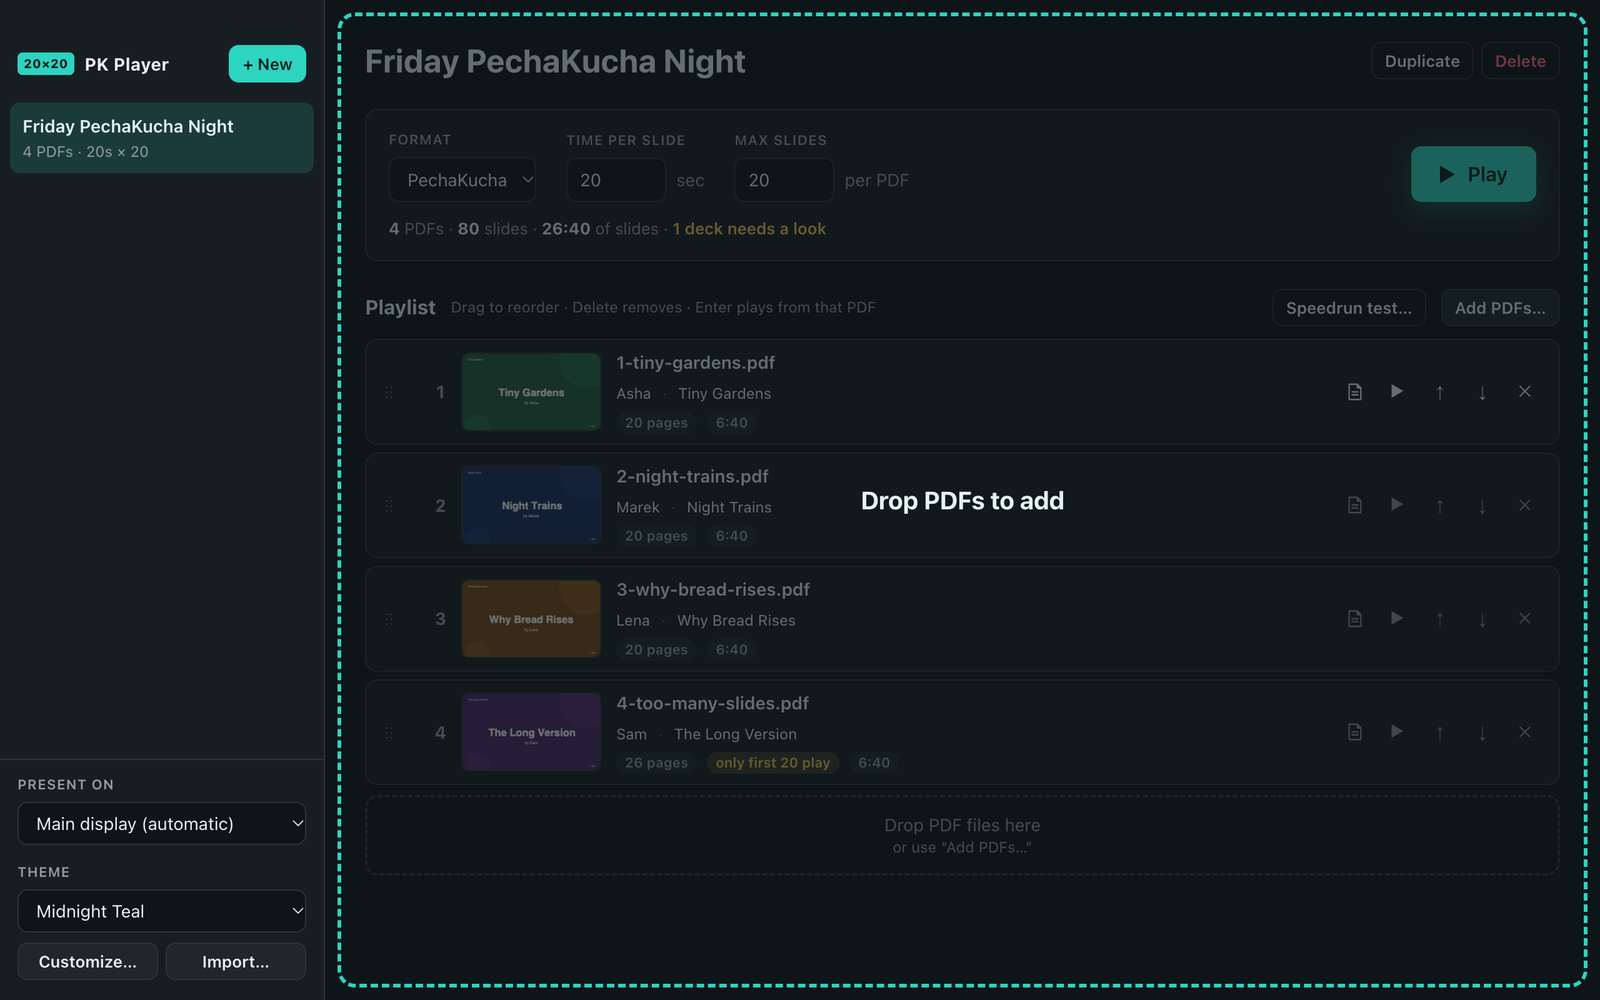 20×20 PK Player + New
Friday PechaKucha Night
4 PDFs · 20s × 20
PRESENT ON
Main display (automatic)
THEME
Midnight Teal
Customize... Import...
Friday PechaKucha Night
Duplicate Delete
FORMAT TIME PER SLIDE MAX SLIDES
PechaKucha 20 sec 20 per PDF
Play
4 PDFs · 80 slides · 26:40 of slides · 1 deck needs a look
Playlist Drag to reorder · Delete removes · Enter plays from that PDF
Speedrun test... Add PDFs...
1 Tiny Gardens
1-tiny-gardens.pdf
Asha · Tiny Gardens
20 pages 6:40
2 Night Trains
2-night-trains.pdf
Marek · Night Trains
20 pages 6:40
Drop PDFs to add
3 Why Bread Rises
3-why-bread-rises.pdf
Lena · Why Bread Rises
20 pages 6:40
4 The Long Version
4-too-many-slides.pdf
Sam · The Long Version
26 pages only first 20 play 6:40
Drop PDF files here
or use “Add PDFs...”